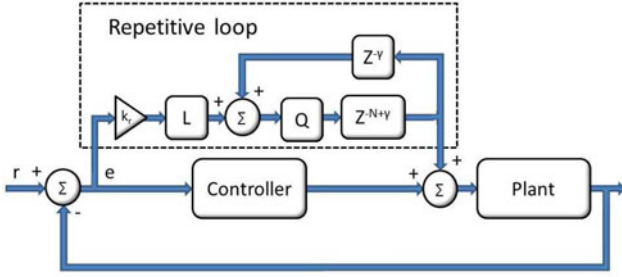 Repetitive loop
Z^-γ
+ +
k_r L Σ Q Z^-N+γ
+
r + Σ e Controller + Σ Plant
-